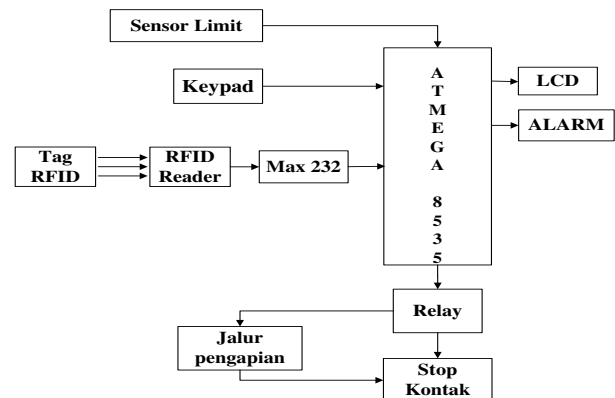 Sensor Limit
Keypad
Tag
RFID
RFID
Reader
Max 232
A
T
M
E
G
A
8
5
3
5
LCD
ALARM
Relay
Jalur
pengapian
Stop
Kontak